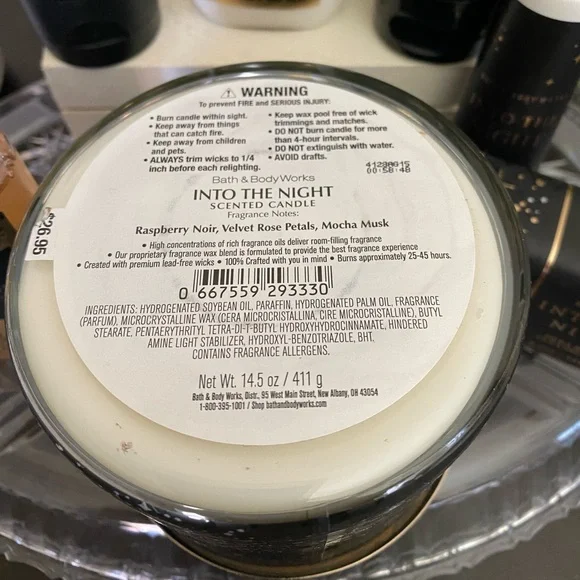 ⚠ WARNING
To prevent FIRE and SERIOUS INJURY:
• Burn candle within sight.
• Keep away from things
that can catch fire.
• Keep away from children
and pets.
• ALWAYS trim wicks to 1/4
inch before each relighting.
• Keep wax pool free of wick
trimmings and matches.
• DO NOT burn candle for more
than 4-hour intervals.
• DO NOT extinguish with water.
• AVOID drafts.
00:58:48
Bath & Body Works
INTO THE NIGHT
SCENTED CANDLE
Fragrance Notes:
Raspberry Noir, Velvet Rose Petals, Mocha Musk
• High concentrations of rich fragrance oils deliver room-filling fragrance
• Our proprietary fragrance wax blend is formulated to provide the best fragrance experience
• Created with premium lead-free wicks • 100% Crafted with you in mind • Burns approximately 25-45 hours.
$26.95
0 667559 293330
INGREDIENTS: HYDROGENATED SOYBEAN OIL, PARAFFIN, HYDROGENATED PALM OIL, FRAGRANCE
(PARFUM), MICROCRYSTALLINE WAX (CERA MICROCRISTALLINA, CIRE MICROCRISTALLINE), BUTYL
STEARATE, PENTAERYTHRITYL TETRA-DI-T-BUTYL HYDROXYHYDROCINNAMATE, HINDERED
AMINE LIGHT STABILIZER, HYDROXYL-BENZOTRIAZOLE, BHT.
CONTAINS FRAGRANCE ALLERGENS.
Net Wt. 14.5 oz / 411 g
Bath & Body Works, Distr., 95 West Main Street, New Albany, OH 43054
1-800-395-1001 / Shop bathandbodyworks.com